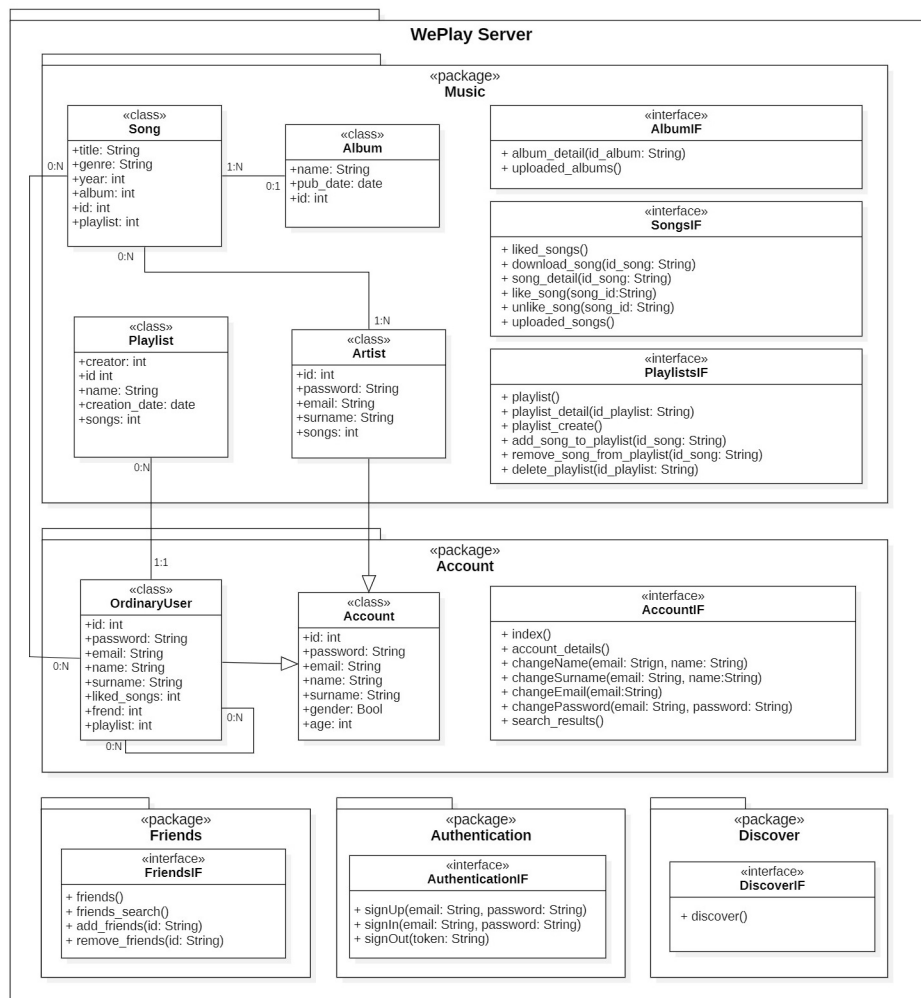 WePlay Server
«package»
Music
«class»
Song
+title: String
+genre: String
+year: int
+album: int
+id: int
+playlist: int
0:N
1:N
0:1
0:N
«class»
Album
+name: String
+pub_date: date
+id: int
«interface»
AlbumIF
+ album_detail(id_album: String)
+ uploaded_albums()
«interface»
SongsIF
+ liked_songs()
+ download_song(id_song: String)
+ song_detail(id_song: String)
+ like_song(song_id:String)
+ unlike_song(song_id: String)
+ uploaded_songs()
«class»
Playlist
+creator: int
+id int
+name: String
+creation_date: date
+songs: int
0:N
1:N
«class»
Artist
+id: int
+password: String
+email: String
+surname: String
+songs: int
«interface»
PlaylistsIF
+ playlist()
+ playlist_detail(id_playlist: String)
+ playlist_create()
+ add_song_to_playlist(id_song: String)
+ remove_song_from_playlist(id_song: String)
+ delete_playlist(id_playlist: String)
«package»
Account
1:1
«class»
OrdinaryUser
+id: int
+password: String
+email: String
+name: String
+surname: String
+liked_songs: int
+frend: int
+playlist: int
0:N
0:N
0:N
«class»
Account
+id: int
+password: String
+email: String
+name: String
+surname: String
+gender: Bool
+age: int
«interface»
AccountIF
+ index()
+ account_details()
+ changeName(email: Strign, name: String)
+ changeSurname(email: String, name:String)
+ changeEmail(email:String)
+ changePassword(email: String, password: String)
+ search_results()
«package»
Friends
«interface»
FriendsIF
+ friends()
+ friends_search()
+ add_friends(id: String)
+ remove_friends(id: String)
«package»
Authentication
«interface»
AuthenticationIF
+ signUp(email: String, password: String)
+ signIn(email: String, password: String)
+ signOut(token: String)
«package»
Discover
«interface»
DiscoverIF
+ discover()